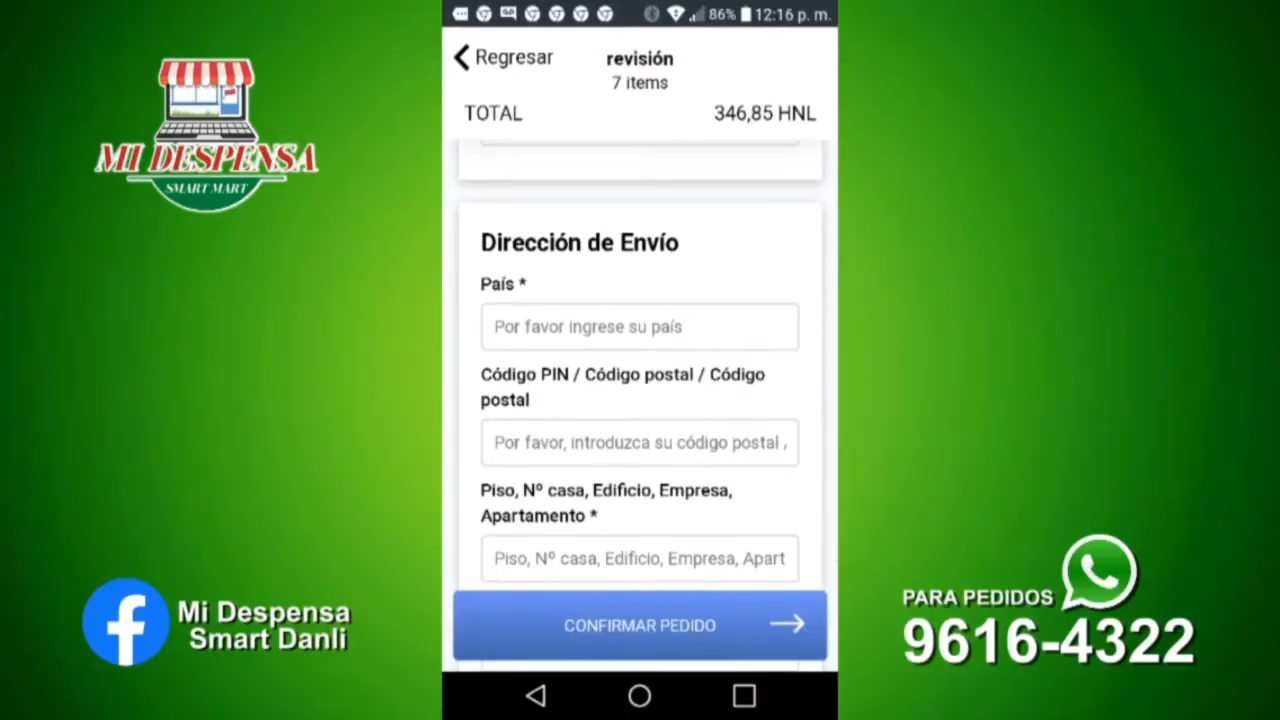 86% 12:16 p. m.
Regresar
revisión
7 items
TOTAL
346,85 HNL
MI DESPENSA
SMART MART
Dirección de Envío
País *
Por favor ingrese su país
Código PIN / Código postal / Código
postal
Por favor, introduzca su código postal /
Piso, Nº casa, Edificio, Empresa,
Apartamento *
Piso, Nº casa, Edificio, Empresa, Apart
CONFIRMAR PEDIDO
Mi Despensa
Smart Danli
PARA PEDIDOS
9616-4322